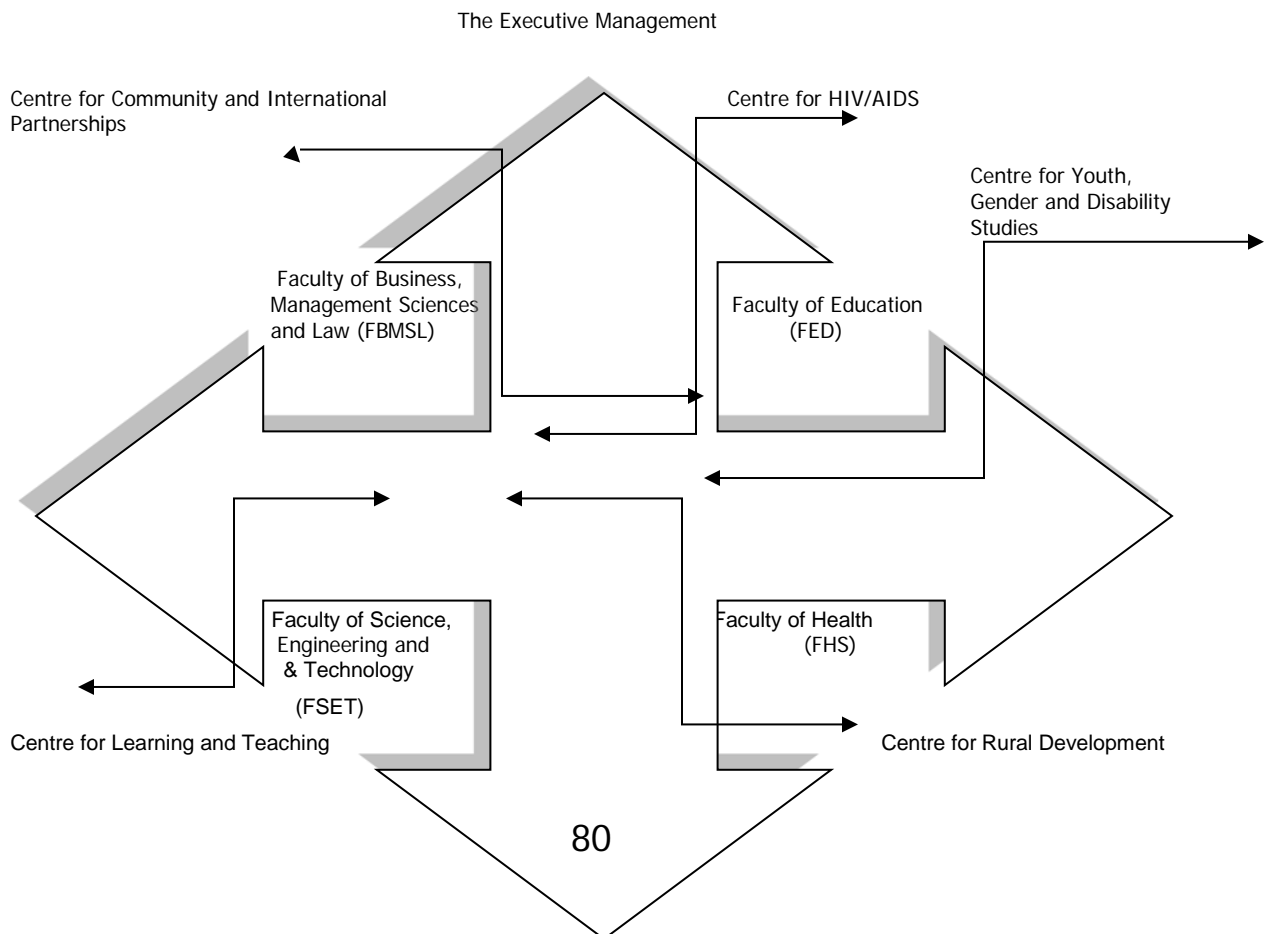 The Executive Management
Centre for Community and International
Partnerships
Centre for HIV/AIDS
Centre for Youth,
Gender and Disability
Studies
Faculty of Business,
Management Sciences
and Law (FBMSL)
Faculty of Education
(FED)
Faculty of Science,
Engineering and
& Technology
(FSET)
Faculty of Health
(FHS)
Centre for Learning and Teaching
Centre for Rural Development
80